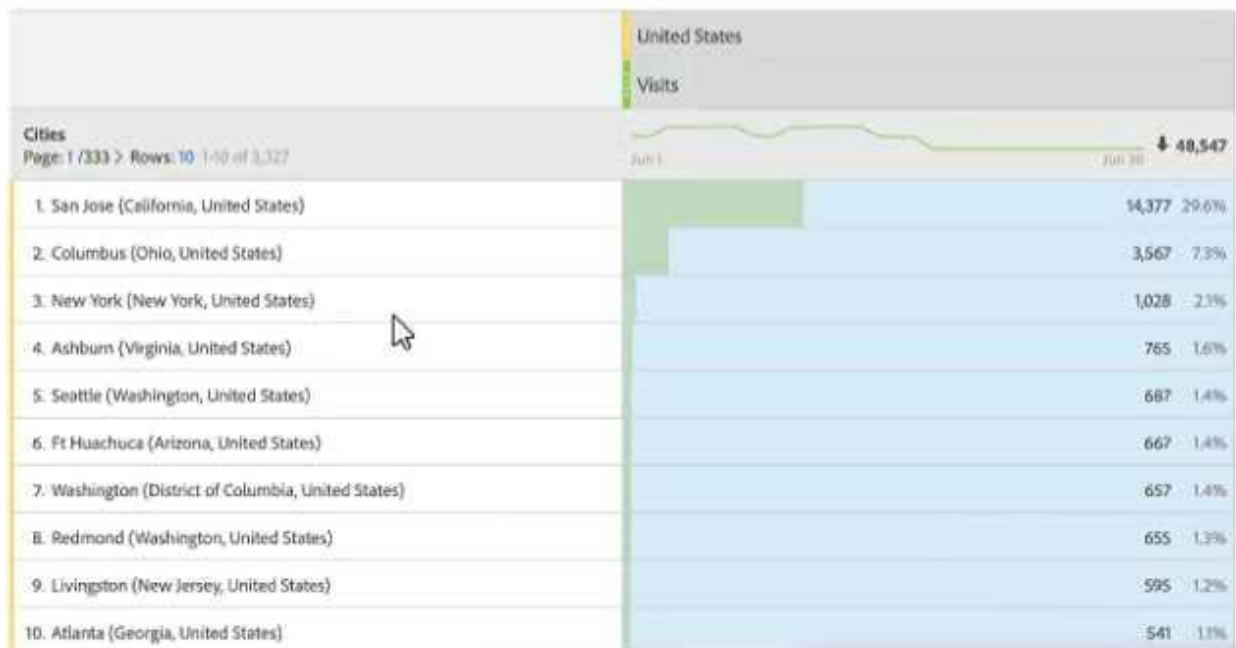 United States
Visits
Cities
Page: 1 /333 > Rows: 10 1-10 of 3,327
Jun 1 Jun 30
48,547
1. San Jose (California, United States) 14,377 29.6%
2. Columbus (Ohio, United States) 3,567 7.3%
3. New York (New York, United States) 1,028 2.1%
4. Ashburn (Virginia, United States) 765 1.6%
5. Seattle (Washington, United States) 687 1.4%
6. Ft Huachuca (Arizona, United States) 667 1.4%
7. Washington (District of Columbia, United States) 657 1.4%
8. Redmond (Washington, United States) 655 1.3%
9. Livingston (New Jersey, United States) 595 1.2%
10. Atlanta (Georgia, United States) 541 1.1%